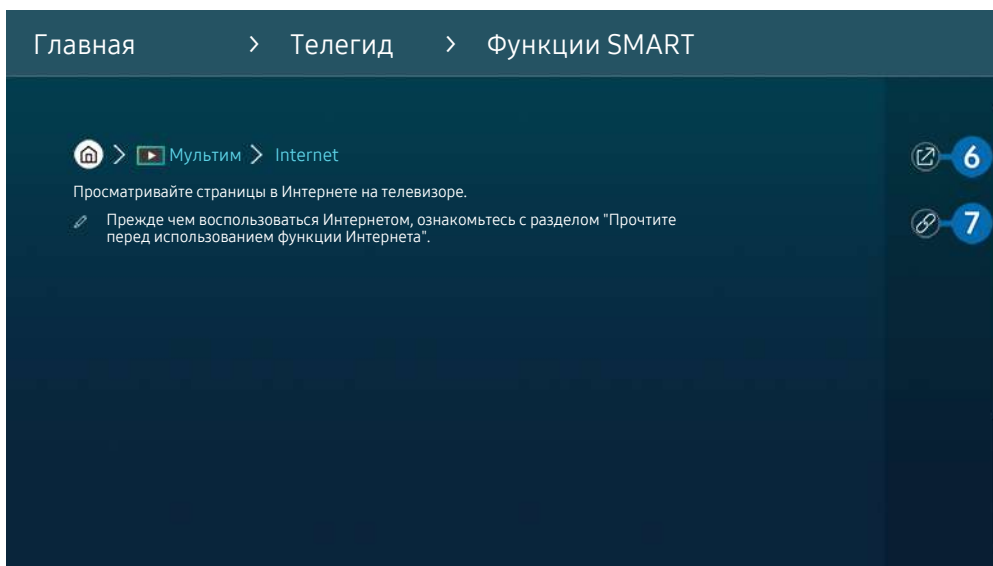 Главная > Телегид > Функции SMART
> Мультим > Internet
6
Просматривайте страницы в Интернете на телевизоре.
Прежде чем воспользоваться Интернетом, ознакомьтесь с разделом "Прочтите
перед использованием функции Интернета".
7